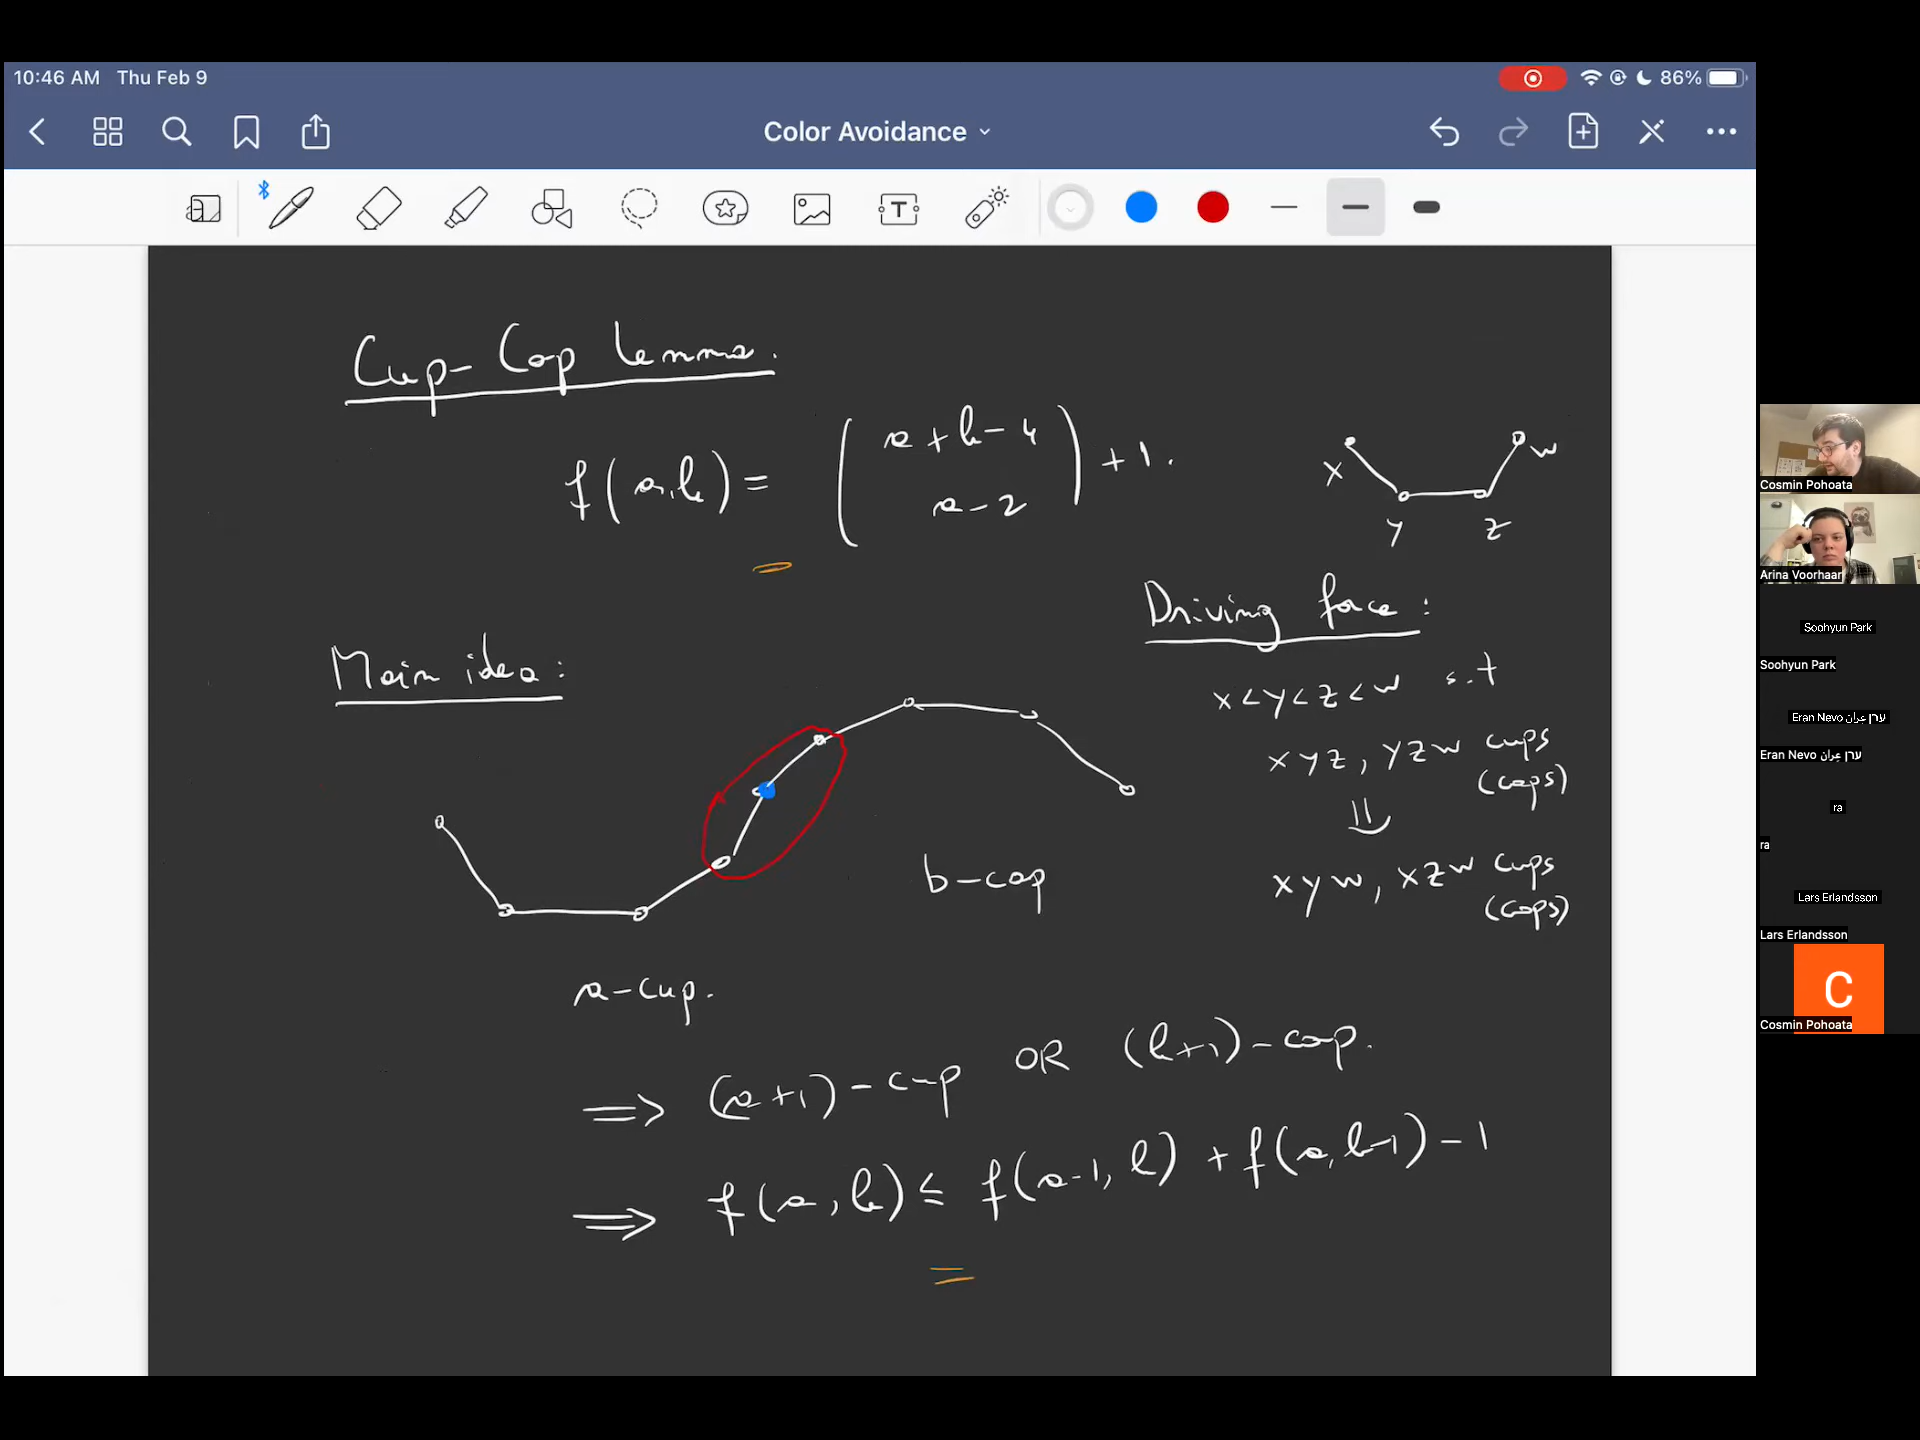 10:46 AM Thu Feb 9
86%
Color Avoidance
T
Cup-Cap Lemma.
f(a,b) = (a+b-4 a-2) + 1.
x
y
z
w
Driving force:
x<y<z<w s.t
xyz, yzw cups
(caps)
⇓
xyw, xzw cups
(caps)
Main idea:
b-cap
a-cup.
⇒ (a+1)-cup OR (b+1)-cap.
⇒ f(a,b) ≤ f(a-1,b) + f(a,b-1) - 1
Cosmin Pohoata
Arina Voorhaar
Soohyun Park
Soohyun Park
Eran Nevo ערן عران
Eran Nevo ערן عران
ra
ra
Lars Erlandsson
Lars Erlandsson
C
Cosmin Pohoata